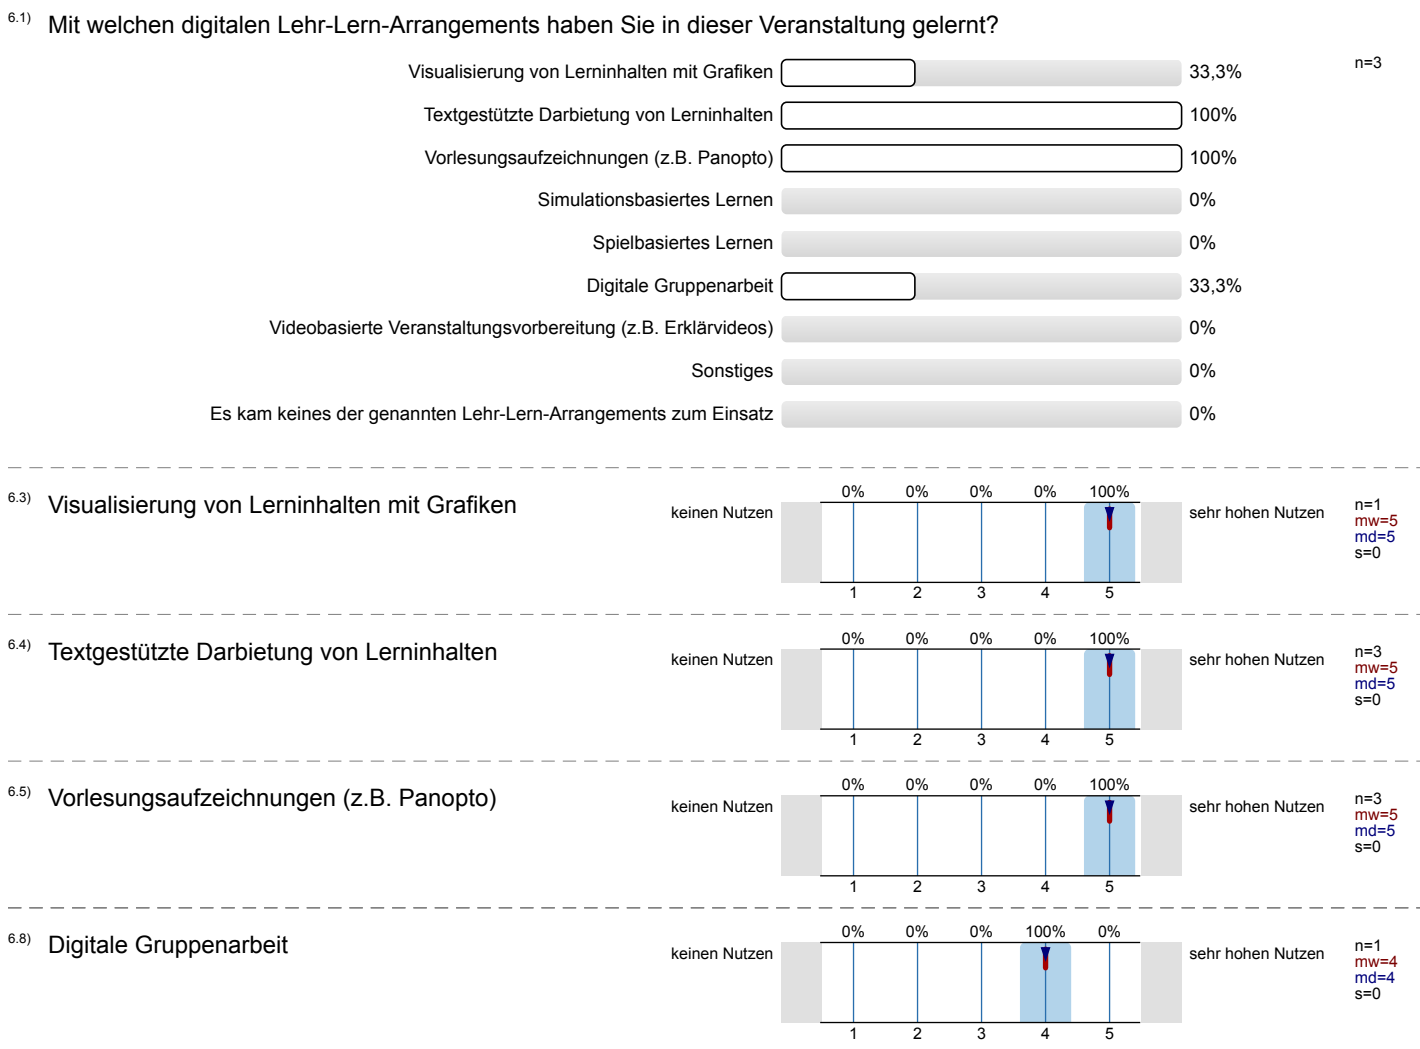 6.1) Mit welchen digitalen Lehr-Lern-Arrangements haben Sie in dieser Veranstaltung gelernt?
Visualisierung von Lerninhalten mit Grafiken 33,3% n=3
Textgestützte Darbietung von Lerninhalten 100%
Vorlesungsaufzeichnungen (z.B. Panopto) 100%
Simulationsbasiertes Lernen 0%
Spielbasiertes Lernen 0%
Digitale Gruppenarbeit 33,3%
Videobasierte Veranstaltungsvorbereitung (z.B. Erklärvideos) 0%
Sonstiges 0%
Es kam keines der genannten Lehr-Lern-Arrangements zum Einsatz 0%
6.3) Visualisierung von Lerninhalten mit Grafiken
0% 0% 0% 0% 100%
keinen Nutzen sehr hohen Nutzen
n=1
mw=5
md=5
s=0
1 2 3 4 5
6.4) Textgestützte Darbietung von Lerninhalten
0% 0% 0% 0% 100%
keinen Nutzen sehr hohen Nutzen
n=3
mw=5
md=5
s=0
1 2 3 4 5
6.5) Vorlesungsaufzeichnungen (z.B. Panopto)
0% 0% 0% 0% 100%
keinen Nutzen sehr hohen Nutzen
n=3
mw=5
md=5
s=0
1 2 3 4 5
6.8) Digitale Gruppenarbeit
0% 0% 0% 100% 0%
keinen Nutzen sehr hohen Nutzen
n=1
mw=4
md=4
s=0
1 2 3 4 5